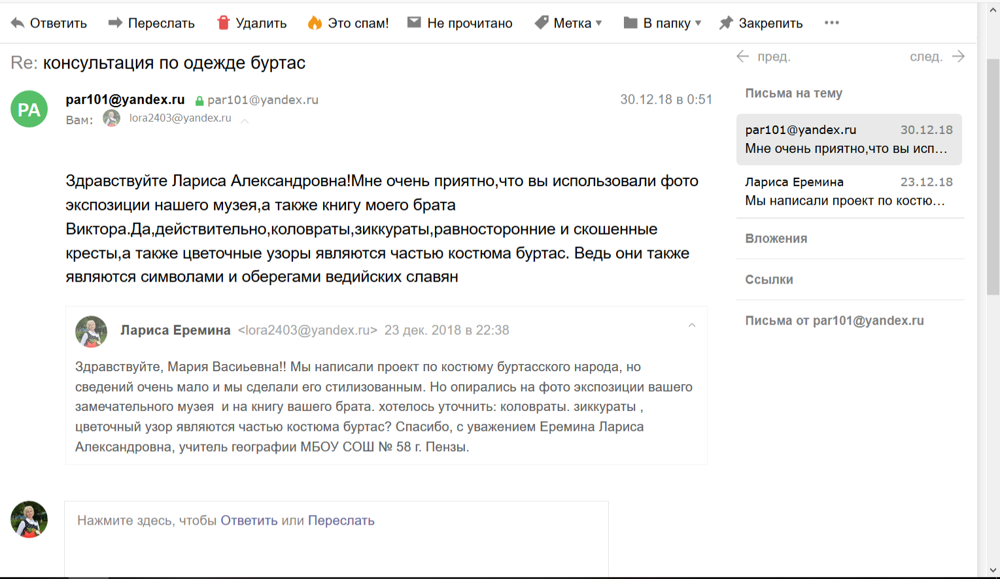 Ответить Переслать Удалить Это спам! Не прочитано Метка В папку Закрепить
Re: консультация по одежде буртас
PA
par101@yandex.ru par101@yandex.ru 30.12.18 в 0:51
Вам: lora2403@yandex.ru
Здравствуйте Лариса Александровна!Мне очень приятно,что вы использовали фото
экспозиции нашего музея,а также книгу моего брата
Виктора.Да,действительно,коловраты,зиккураты,равносторонние и скошенные
кресты,а также цветочные узоры являются частью костюма буртас. Ведь они также
являются символами и оберегами ведийских славян
Лариса Еремина <lora2403@yandex.ru> 23 дек. 2018 в 22:38
Здравствуйте, Мария Васиьевна!! Мы написали проект по костюму буртасского народа, но
сведений очень мало и мы сделали его стилизованным. Но опирались на фото экспозиции вашего
замечательного музея  и на книгу вашего брата. хотелось уточнить: коловраты. зиккураты ,
цветочный узор являются частью костюма буртас? Спасибо, с уважением Еремина Лариса
Александровна, учитель географии МБОУ СОШ № 58 г. Пензы.
Нажмите здесь, чтобы Ответить или Переслать
пред. след.
Письма на тему
par101@yandex.ru 30.12.18
Мне очень приятно,что вы исп...
Лариса Еремина 23.12.18
Мы написали проект по костю...
Вложения
Ссылки
Письма от par101@yandex.ru